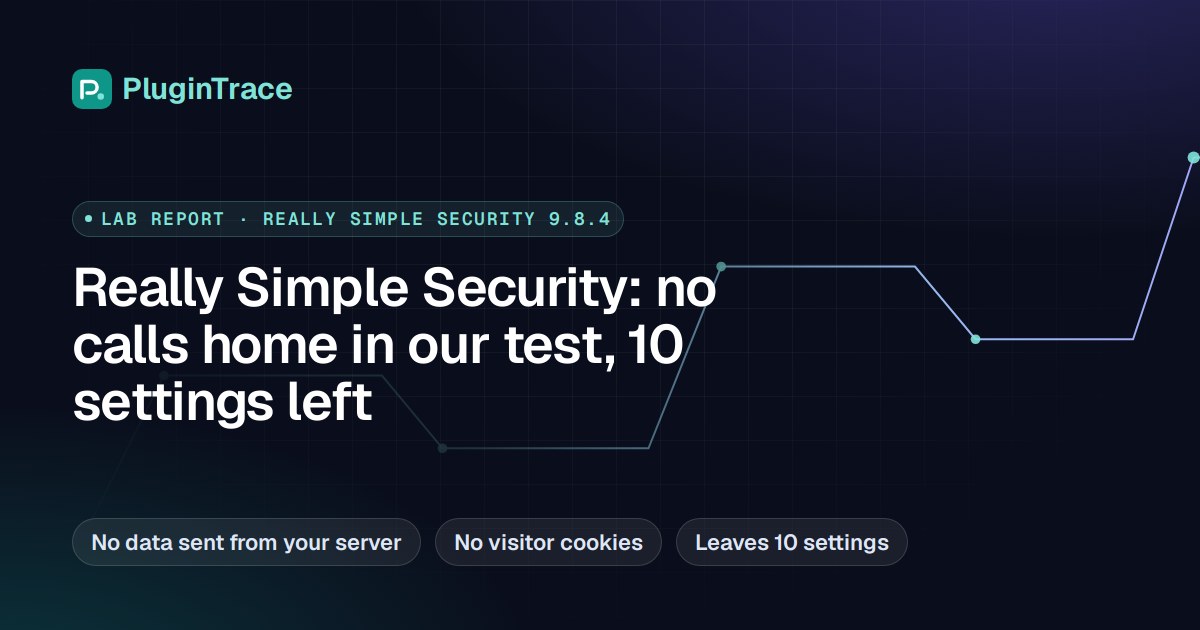 PluginTrace
LAB REPORT · REALLY SIMPLE SECURITY 9.8.4
Really Simple Security: no
calls home in our test, 10
settings left
No data sent from your server
No visitor cookies
Leaves 10 settings